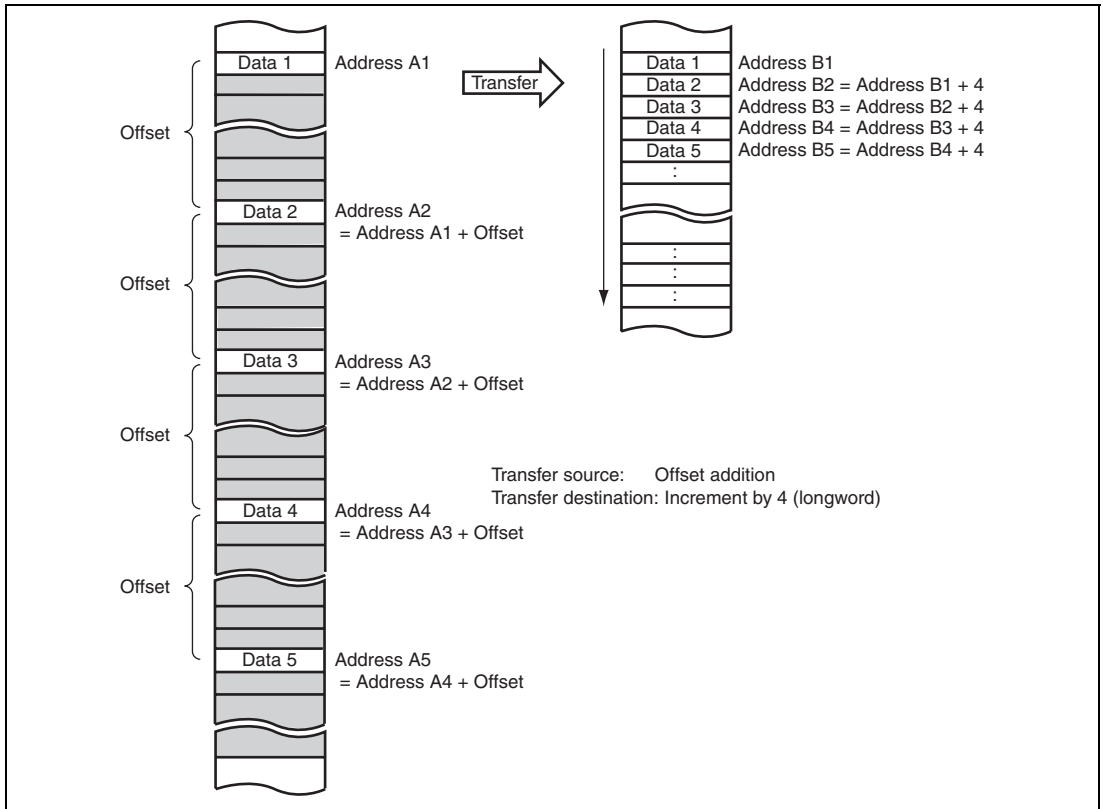 Data 1
Address A1
Offset
Data 2
Address A2
= Address A1 + Offset
Offset
Data 3
Address A3
= Address A2 + Offset
Offset
Data 4
Address A4
= Address A3 + Offset
Offset
Data 5
Address A5
= Address A4 + Offset
Transfer
Data 1 Address B1
Data 2 Address B2 = Address B1 + 4
Data 3 Address B3 = Address B2 + 4
Data 4 Address B4 = Address B3 + 4
Data 5 Address B5 = Address B4 + 4
:
:
:
:
Transfer source: Offset addition
Transfer destination: Increment by 4 (longword)